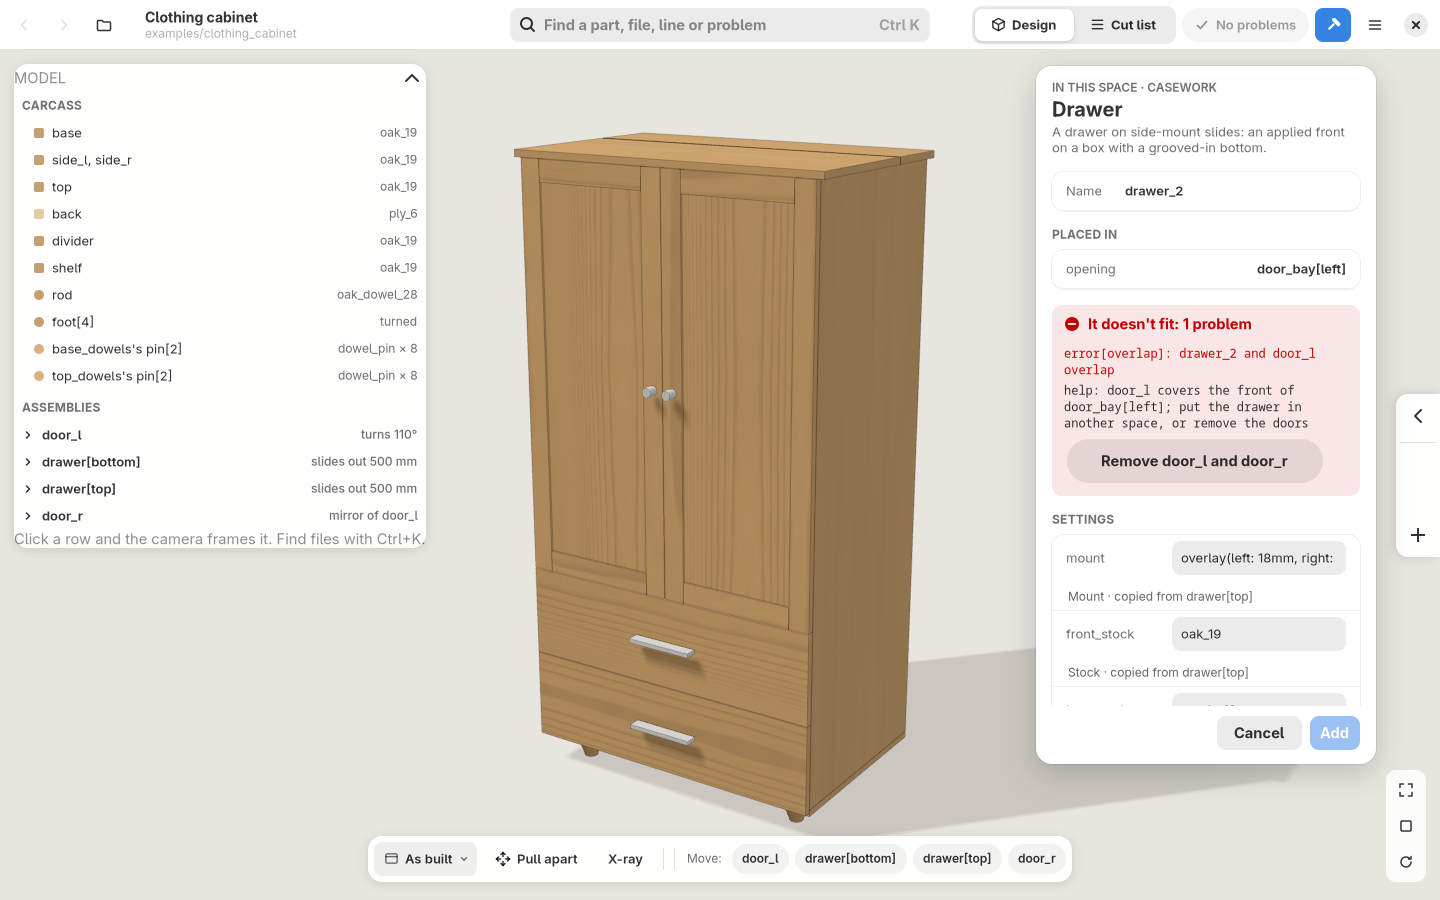 Clothing cabinet
examples/clothing_cabinet
Find a part, file, line or problem
Ctrl K
Design
Cut list
No problems
MODEL
CARCASS
base oak_19
side_l, side_r oak_19
top oak_19
back ply_6
divider oak_19
shelf oak_19
rod oak_dowel_28
foot[4] turned
base_dowels's pin[2] dowel_pin × 8
top_dowels's pin[2] dowel_pin × 8
ASSEMBLIES
door_l turns 110°
drawer[bottom] slides out 500 mm
drawer[top] slides out 500 mm
door_r mirror of door_l
Click a row and the camera frames it. Find files with Ctrl+K.
IN THIS SPACE · CASEWORK
Drawer
A drawer on side-mount slides: an applied front
on a box with a grooved-in bottom.
Name drawer_2
PLACED IN
opening door_bay[left]
It doesn't fit: 1 problem
error[overlap]: drawer_2 and door_l
overlap
help: door_l covers the front of
door_bay[left]; put the drawer in
another space, or remove the doors
Remove door_l and door_r
SETTINGS
mount overlay(left: 18mm, right:
Mount · copied from drawer[top]
front_stock oak_19
Stock · copied from drawer[top]
Cancel
Add
As built
Pull apart
X-ray
Move:
door_l
drawer[bottom]
drawer[top]
door_r